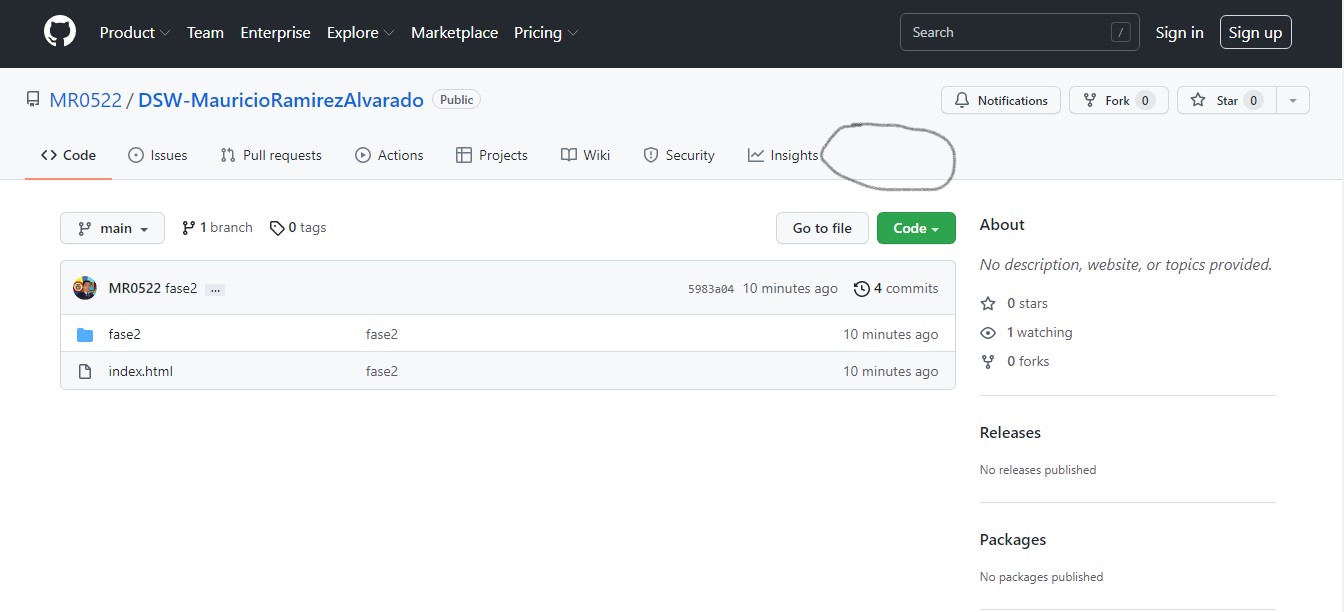 Product Team Enterprise Explore Marketplace Pricing Search / Sign in Sign up
MR0522 / DSW-MauricioRamirezAlvarado Public Notifications Fork 0 Star 0
Code Issues Pull requests Actions Projects Wiki Security Insights
main 1 branch 0 tags Go to file Code
MR0522 fase2 ... 5983a04 10 minutes ago 4 commits
fase2 fase2 10 minutes ago
index.html fase2 10 minutes ago
About
No description, website, or topics provided.
0 stars
1 watching
0 forks
Releases
No releases published
Packages
No packages published